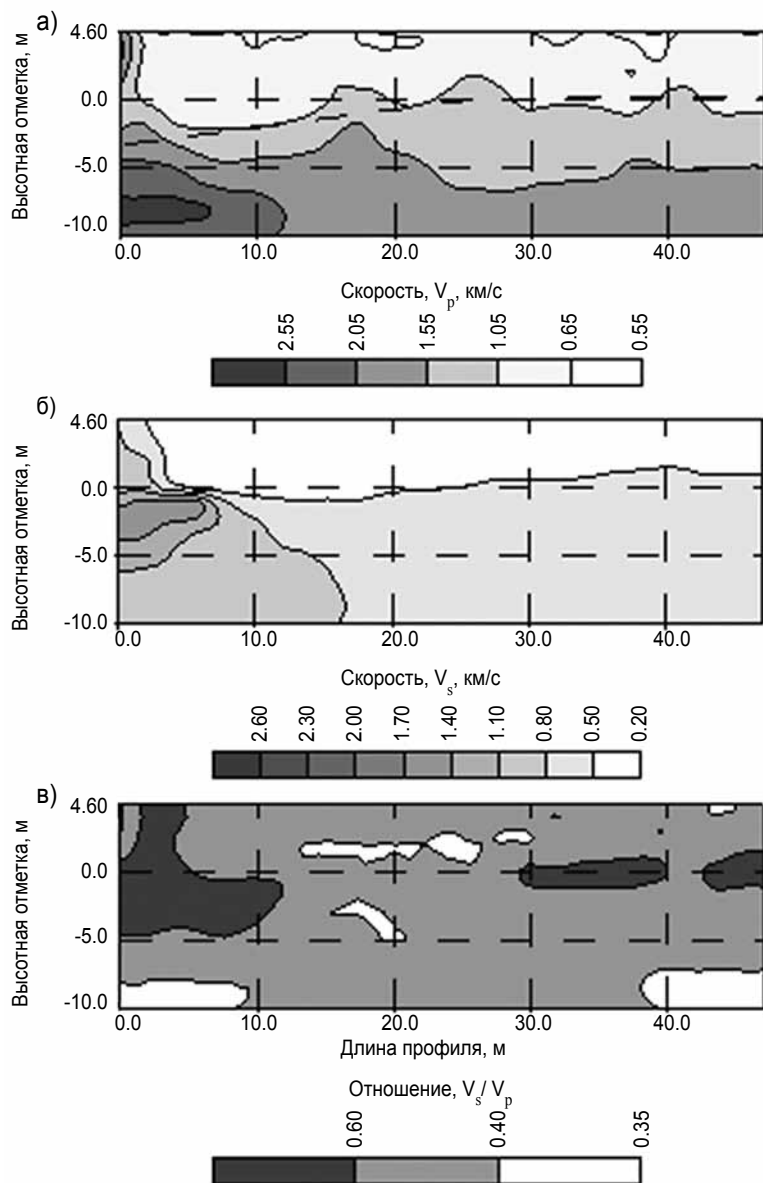 а)
Высотная отметка, м
4.60
0.0
-5.0
-10.0
0.0 10.0 20.0 30.0 40.0
Скорость, Vp, км/с
2.55 2.05 1.55 1.05 0.65 0.55
б)
Высотная отметка, м
4.60
0.0
-5.0
-10.0
0.0 10.0 20.0 30.0 40.0
Скорость, Vs, км/с
2.60 2.30 2.00 1.70 1.40 1.10 0.80 0.50 0.20
в)
Высотная отметка, м
4.60
0.0
-5.0
-10.0
0.0 10.0 20.0 30.0 40.0
Длина профиля, м
Отношение, Vs/ Vp
0.60 0.40 0.35